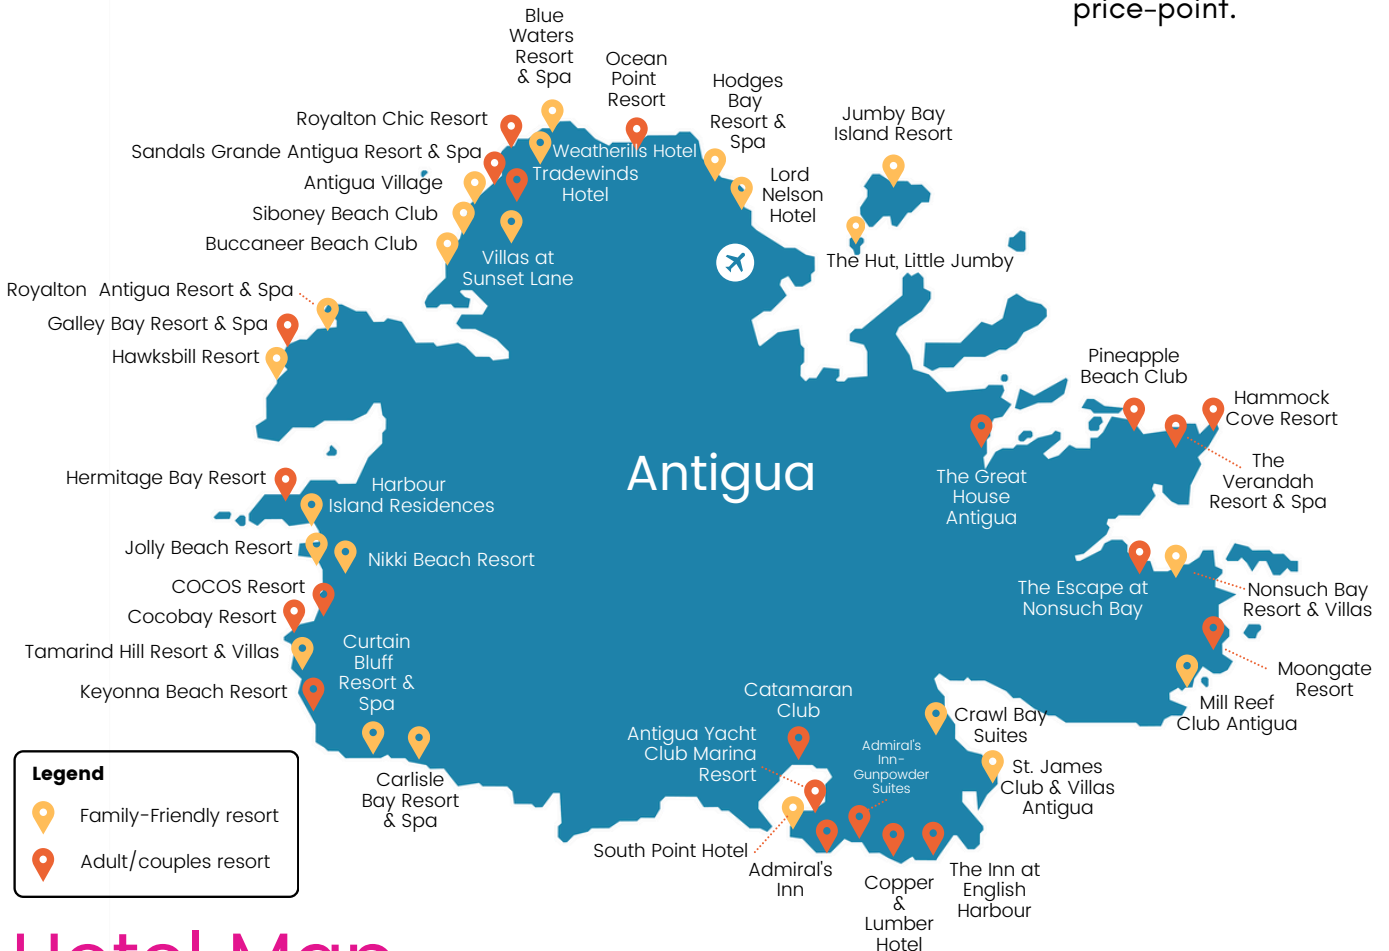 price-point.
Blue
Waters
Resort
& Spa
Ocean
Point
Resort
Hodges
Bay
Resort &
Spa
Jumby Bay
Island Resort
Royalton Chic Resort
Sandals Grande Antigua Resort & Spa
Weatherills Hotel
Tradewinds
Hotel
Antigua Village
Lord
Nelson
Hotel
Siboney Beach Club
Buccaneer Beach Club
Villas at
Sunset Lane
The Hut, Little Jumby
Royalton  Antigua Resort & Spa
Galley Bay Resort & Spa
Hawksbill Resort
Pineapple
Beach Club
Hammock
Cove Resort
The
Verandah
Resort & Spa
Antigua
The Great
House
Antigua
Hermitage Bay Resort
Harbour
Island Residences
Jolly Beach Resort
Nikki Beach Resort
COCOS Resort
Cocobay Resort
The Escape at
Nonsuch Bay
Nonsuch Bay
Resort & Villas
Tamarind Hill Resort & Villas
Curtain
Bluff
Resort &
Spa
Keyonna Beach Resort
Moongate
Resort
Mill Reef
Club Antigua
Catamaran
Club
Crawl Bay
Suites
Antigua Yacht
Club Marina
Resort
Admiral's
Inn-
Gunpowder
Suites
St. James
Club & Villas
Antigua
Carlisle
Bay Resort
& Spa
Legend
Family-Friendly resort
Adult/couples resort
South Point Hotel
Admiral's
Inn
Copper
&
Lumber
Hotel
The Inn at
English
Harbour
Hotel Map